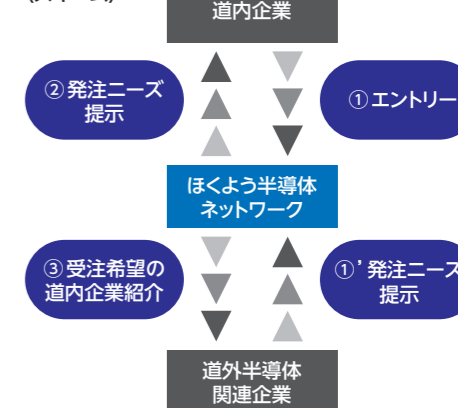 道内企業
②発注ニーズ
提示
①エントリー
ほくよう半導体
ネットワーク
③受注希望の
道内企業紹介
①’発注ニーズ
提示
道外半導体
関連企業